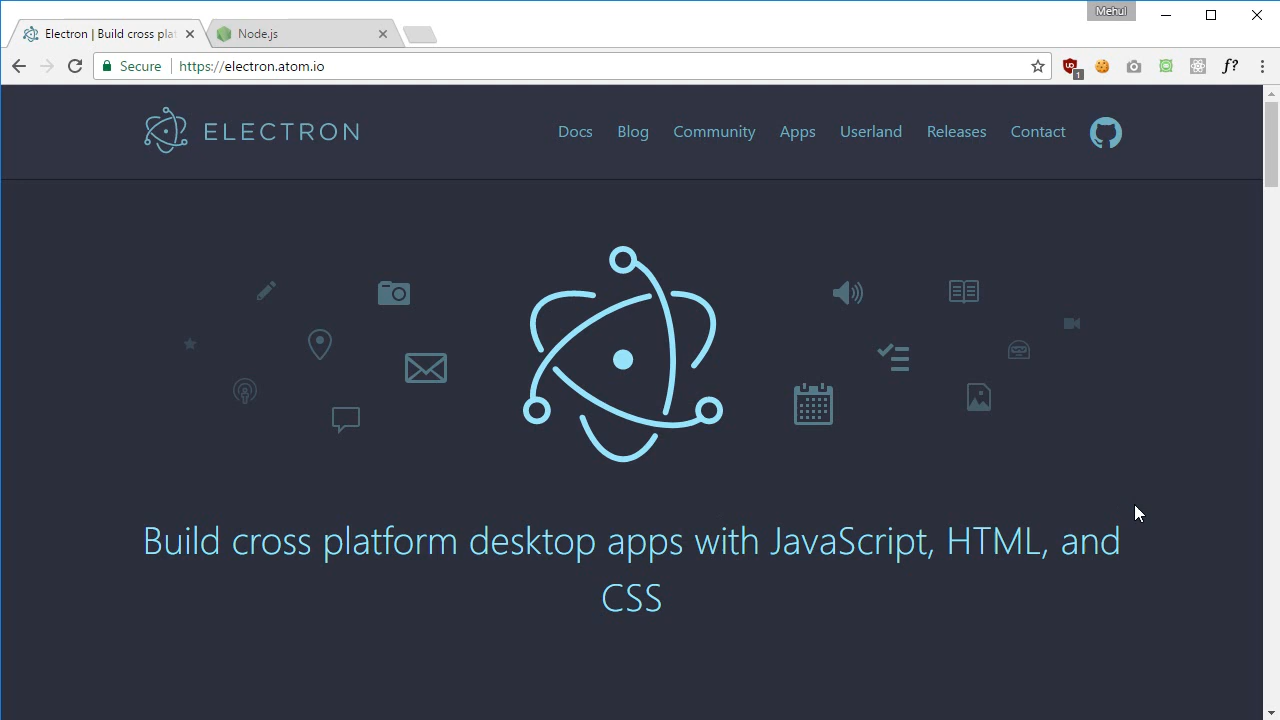 Mehul
Electron | Build cross plat
Node.js
Secure
https://electron.atom.io
1
f?
ELECTRON
Docs
Blog
Community
Apps
Userland
Releases
Contact
Build cross platform desktop apps with JavaScript, HTML, and
CSS